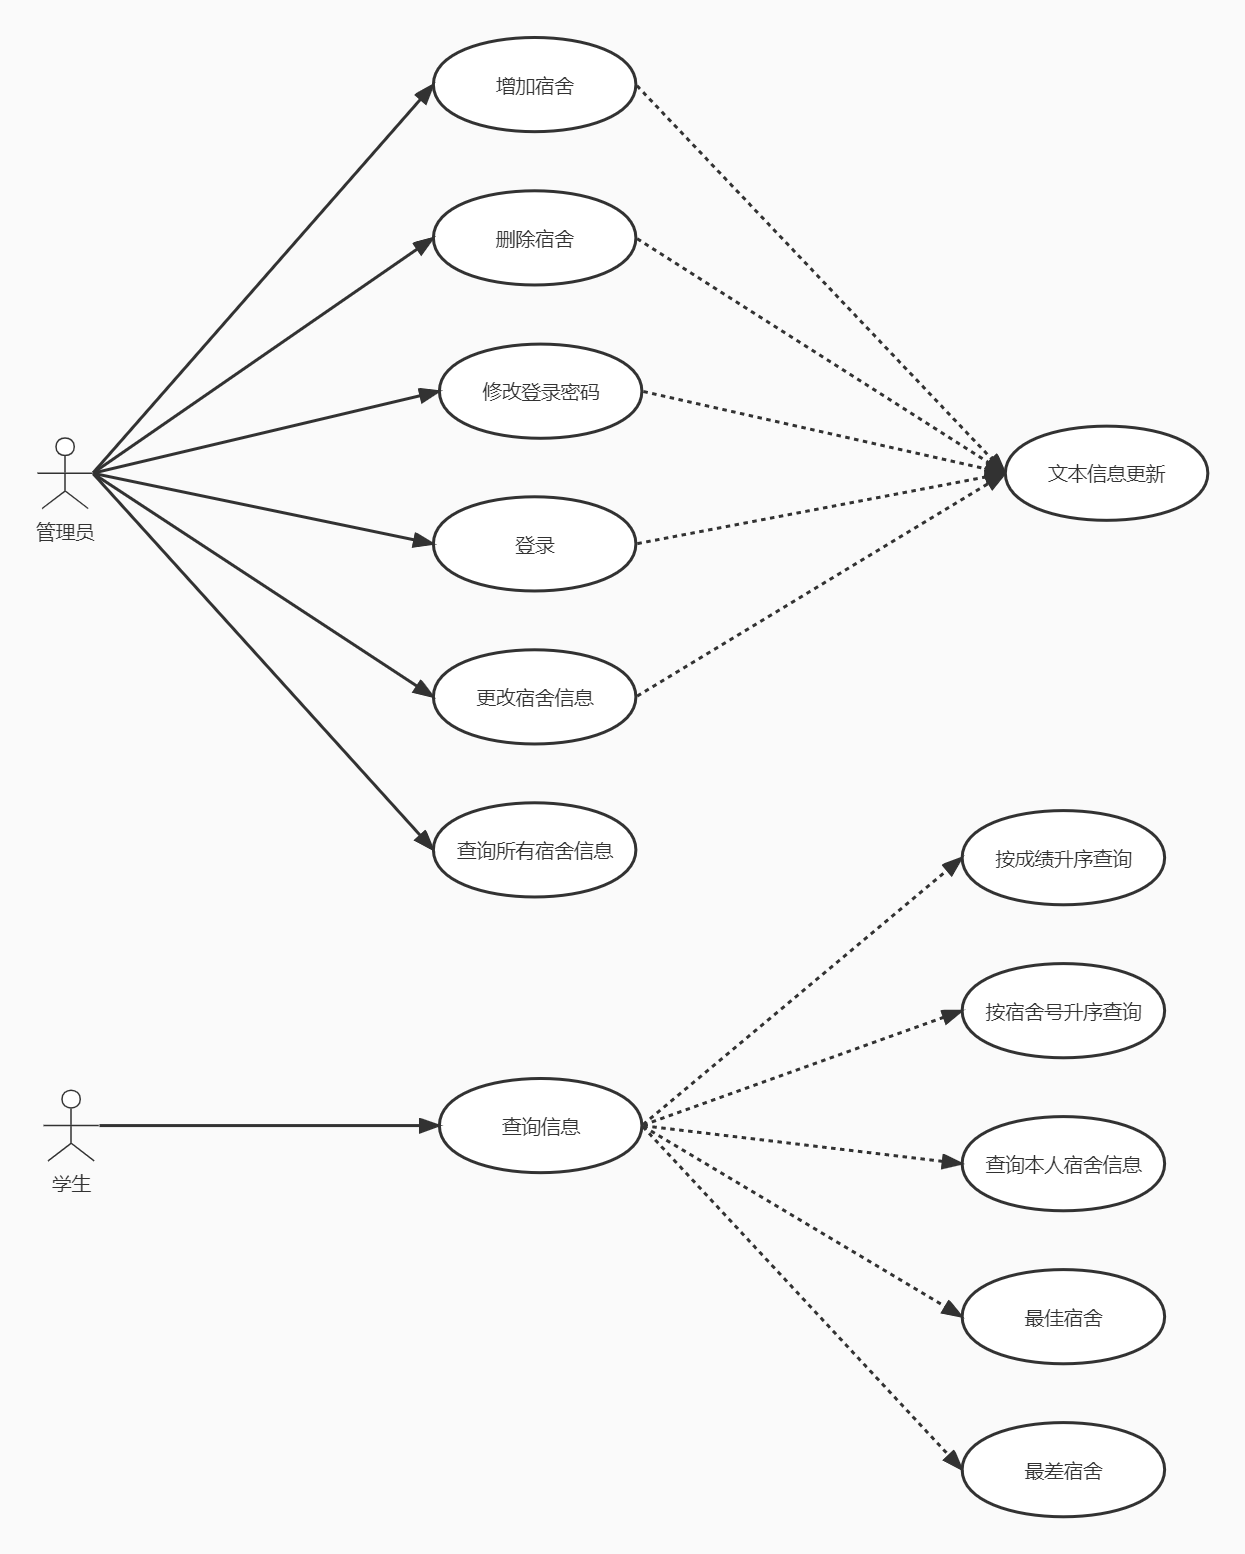 增加宿舍
删除宿舍
修改登录密码
管理员
文本信息更新
登录
更改宿舍信息
查询所有宿舍信息
按成绩升序查询
按宿舍号升序查询
学生
查询信息
查询本人宿舍信息
最佳宿舍
最差宿舍